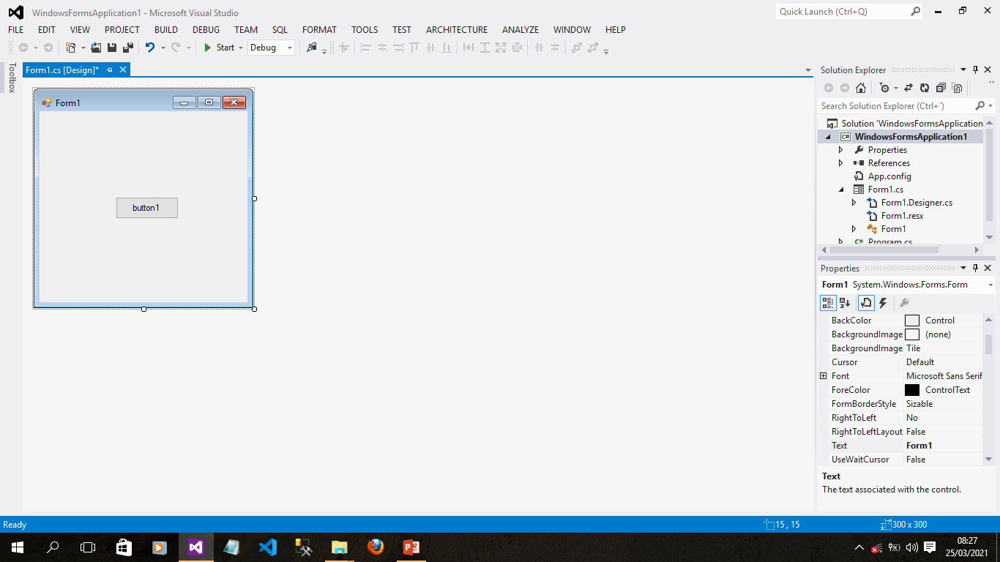 WindowsFormsApplication1 - Microsoft Visual Studio
Quick Launch (Ctrl+Q)
FILE EDIT VIEW PROJECT BUILD DEBUG TEAM SQL FORMAT TOOLS TEST ARCHITECTURE ANALYZE WINDOW HELP
Start Debug
Toolbox
Form1.cs [Design]*
Form1
button1
Solution Explorer
Search Solution Explorer (Ctrl+´)
Solution 'WindowsFormsApplication
C# WindowsFormsApplication1
Properties
References
App.config
Form1.cs
Form1.Designer.cs
Form1.resx
Form1
C# Program.cs
Properties
Form1 System.Windows.Forms.Form
BackColor Control
BackgroundImage (none)
BackgroundImage Tile
Cursor Default
Font Microsoft Sans Serif
ForeColor ControlText
FormBorderStyle Sizable
RightToLeft No
RightToLeftLayout False
Text Form1
UseWaitCursor False
Text
The text associated with the control.
Ready 15 , 15 300 x 300
08:27
25/03/2021